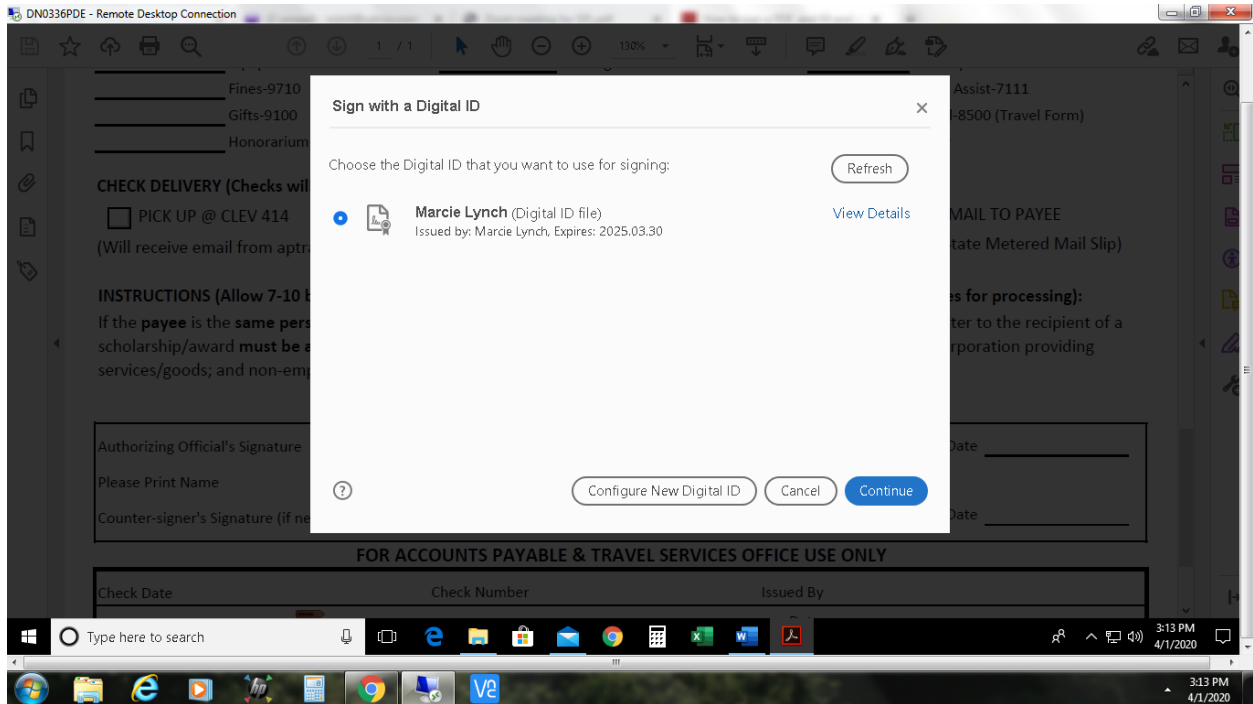 DN0336PDE - Remote Desktop Connection
1 / 1
130%
Fines-9710
Assist-7111
Gifts-9100
-8500 (Travel Form)
Honorarium
CHECK DELIVERY (Checks wil
PICK UP @ CLEV 414
MAIL TO PAYEE
(Will receive email from aptra
tate Metered Mail Slip)
INSTRUCTIONS (Allow 7-10 b
es for processing):
If the payee is the same pers
ter to the recipient of a
scholarship/award must be a
rporation providing
services/goods; and non-emp
Sign with a Digital ID
Choose the Digital ID that you want to use for signing:
Refresh
Marcie Lynch (Digital ID file)
View Details
Issued by: Marcie Lynch, Expires: 2025.03.30
Configure New Digital ID
Cancel
Continue
Authorizing Official's Signature
Date
Please Print Name
Counter-signer's Signature (if ne
Date
FOR ACCOUNTS PAYABLE & TRAVEL SERVICES OFFICE USE ONLY
Check Date
Check Number
Issued By
Type here to search
3:13 PM
4/1/2020
3:13 PM
4/1/2020